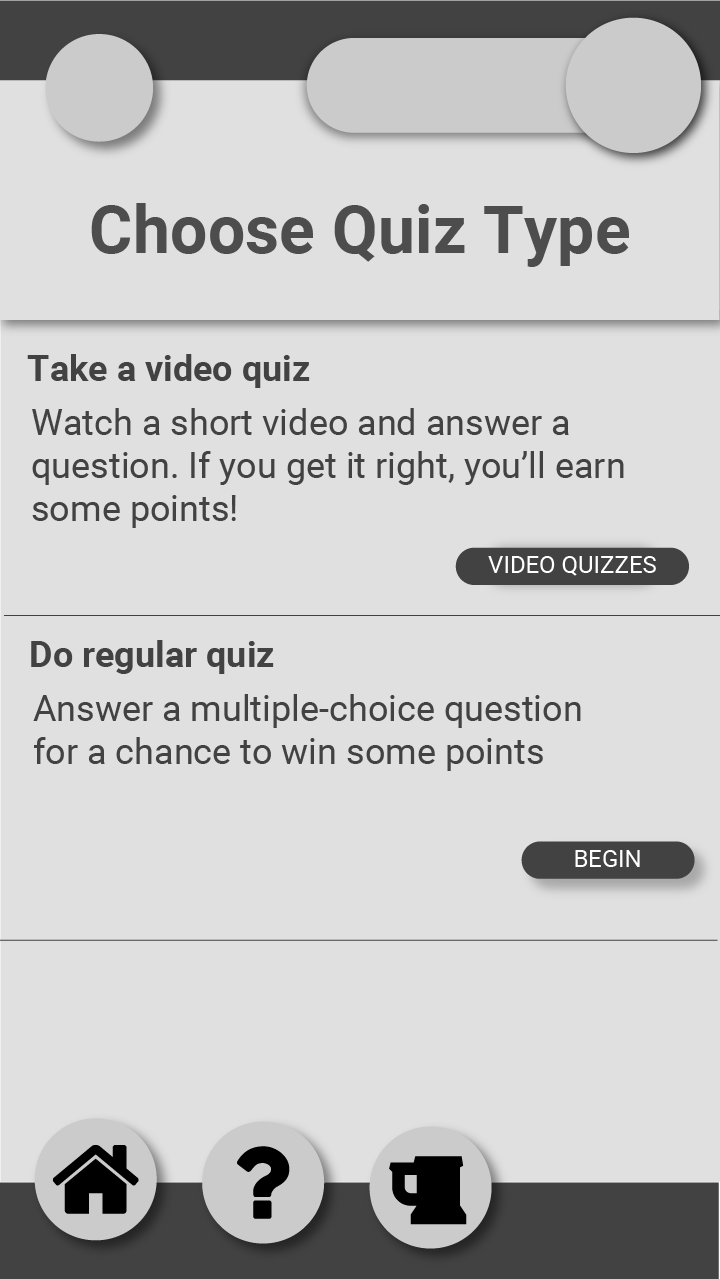 Choose Quiz Type
Take a video quiz
Watch a short video and answer a
question. If you get it right, you’ll earn
some points!
VIDEO QUIZZES
Do regular quiz
Answer a multiple-choice question
for a chance to win some points
BEGIN